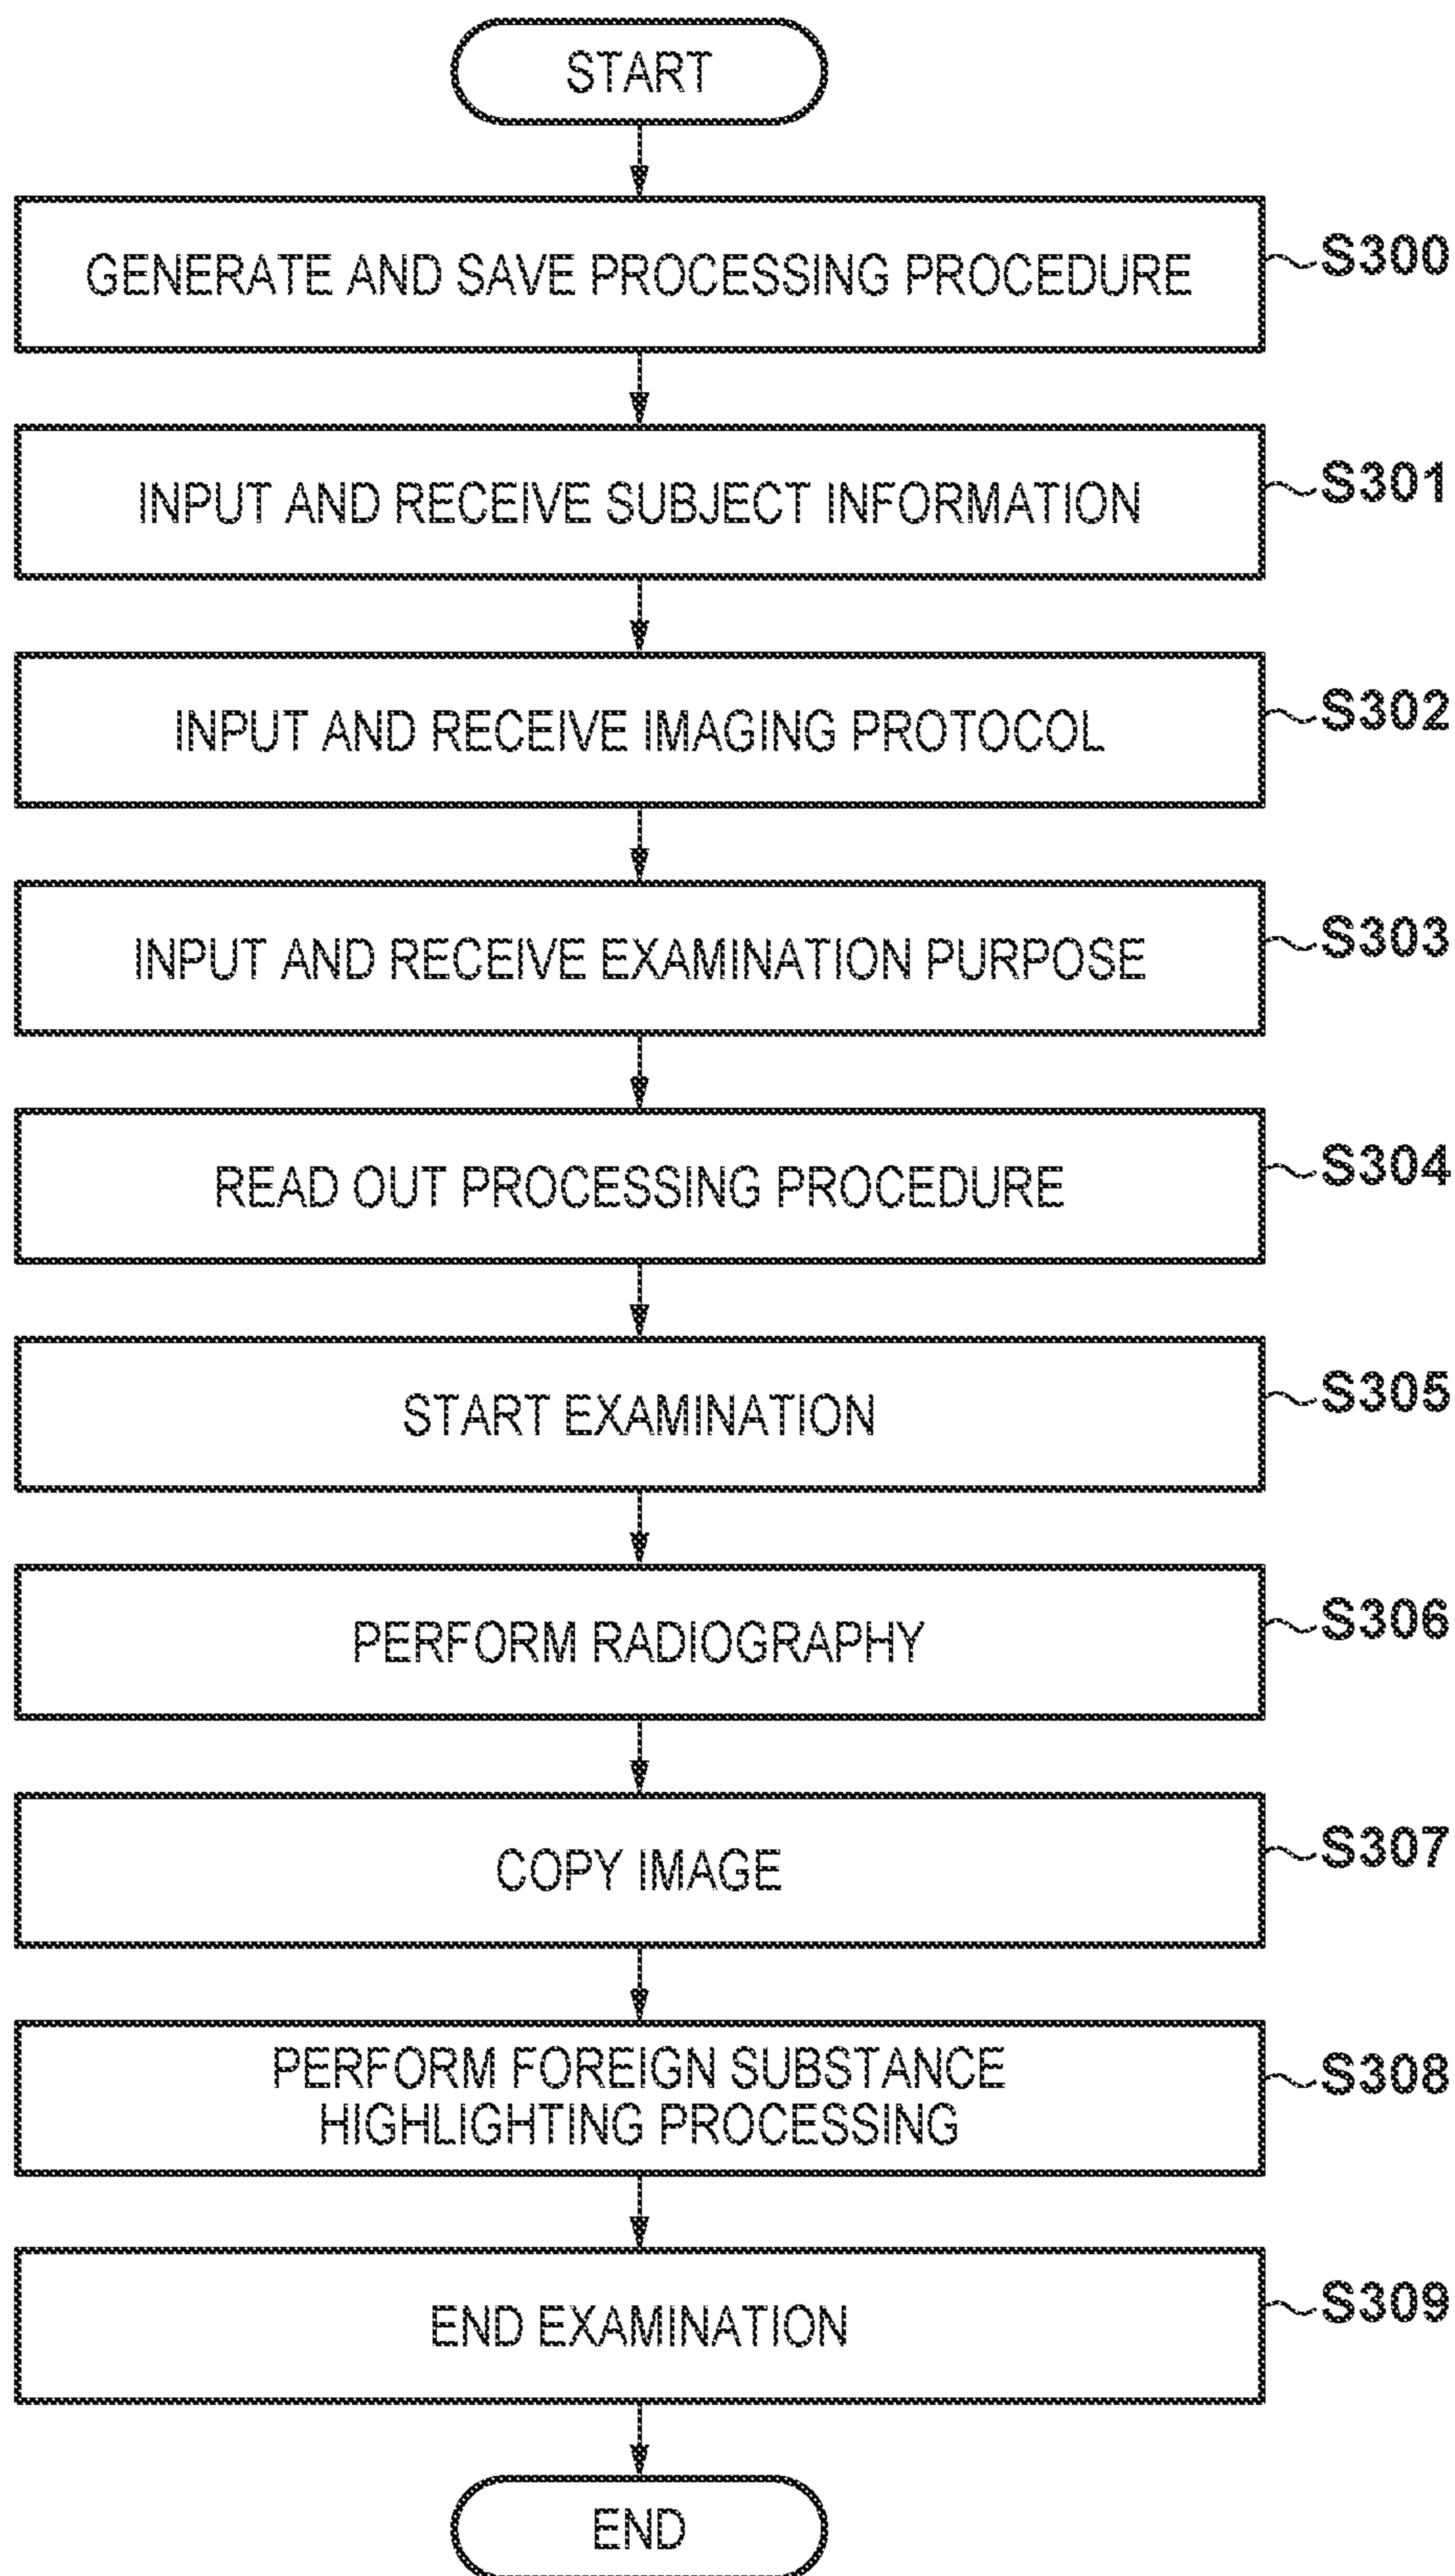 START
GENERATE AND SAVE PROCESSING PROCEDURE
S300
INPUT AND RECEIVE SUBJECT INFORMATION
S301
INPUT AND RECEIVE IMAGING PROTOCOL
S302
INPUT AND RECEIVE EXAMINATION PURPOSE
S303
READ OUT PROCESSING PROCEDURE
S304
START EXAMINATION
S305
PERFORM RADIOGRAPHY
S306
COPY IMAGE
S307
PERFORM FOREIGN SUBSTANCE
HIGHLIGHTING PROCESSING
S308
END EXAMINATION
S309
END